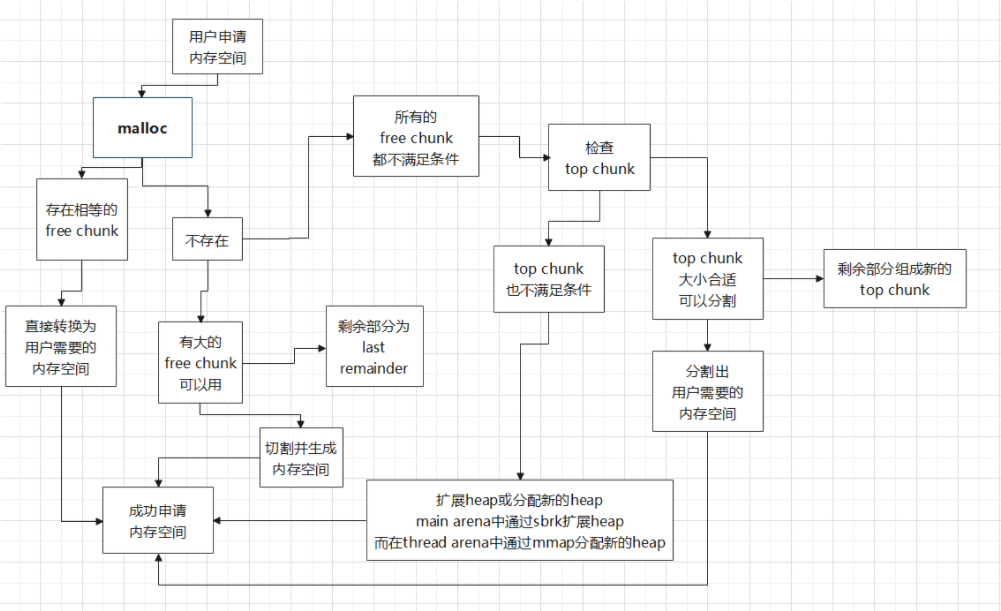 用户申请
内存空间
malloc
存在相等的
free chunk
不存在
所有的
free chunk
都不满足条件
检查
top chunk
top chunk
也不满足条件
top chunk
大小合适
可以分割
剩余部分组成新的
top chunk
直接转换为
用户需要的
内存空间
有大的
free chunk
可以用
剩余部分为
last
remainder
分割出
用户需要的
内存空间
切割并生成
内存空间
成功申请
内存空间
扩展heap或分配新的heap
main arena中通过sbrk扩展heap
而在thread arena中通过mmap分配新的heap